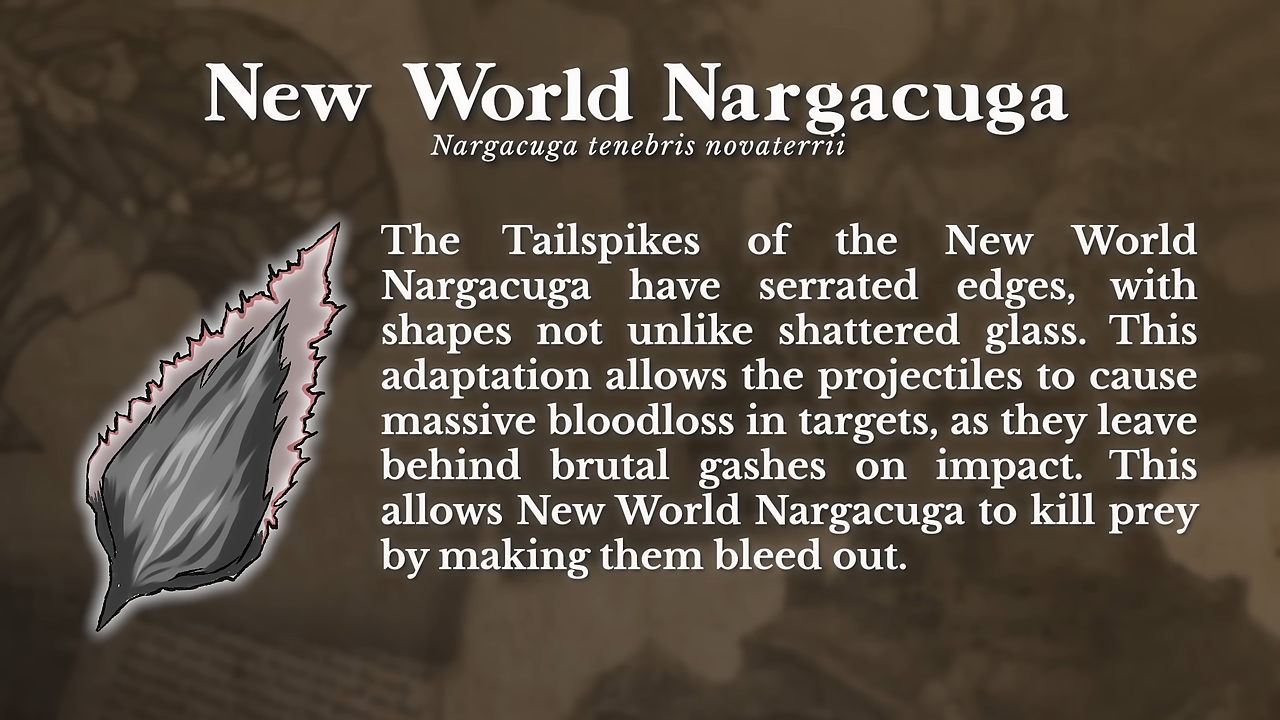 New World Nargacuga
Nargacuga tenebris novaterrii
The Tailspikes of the New World
Nargacuga have serrated edges, with
shapes not unlike shattered glass. This
adaptation allows the projectiles to cause
massive bloodloss in targets, as they leave
behind brutal gashes on impact. This
allows New World Nargacuga to kill prey
by making them bleed out.